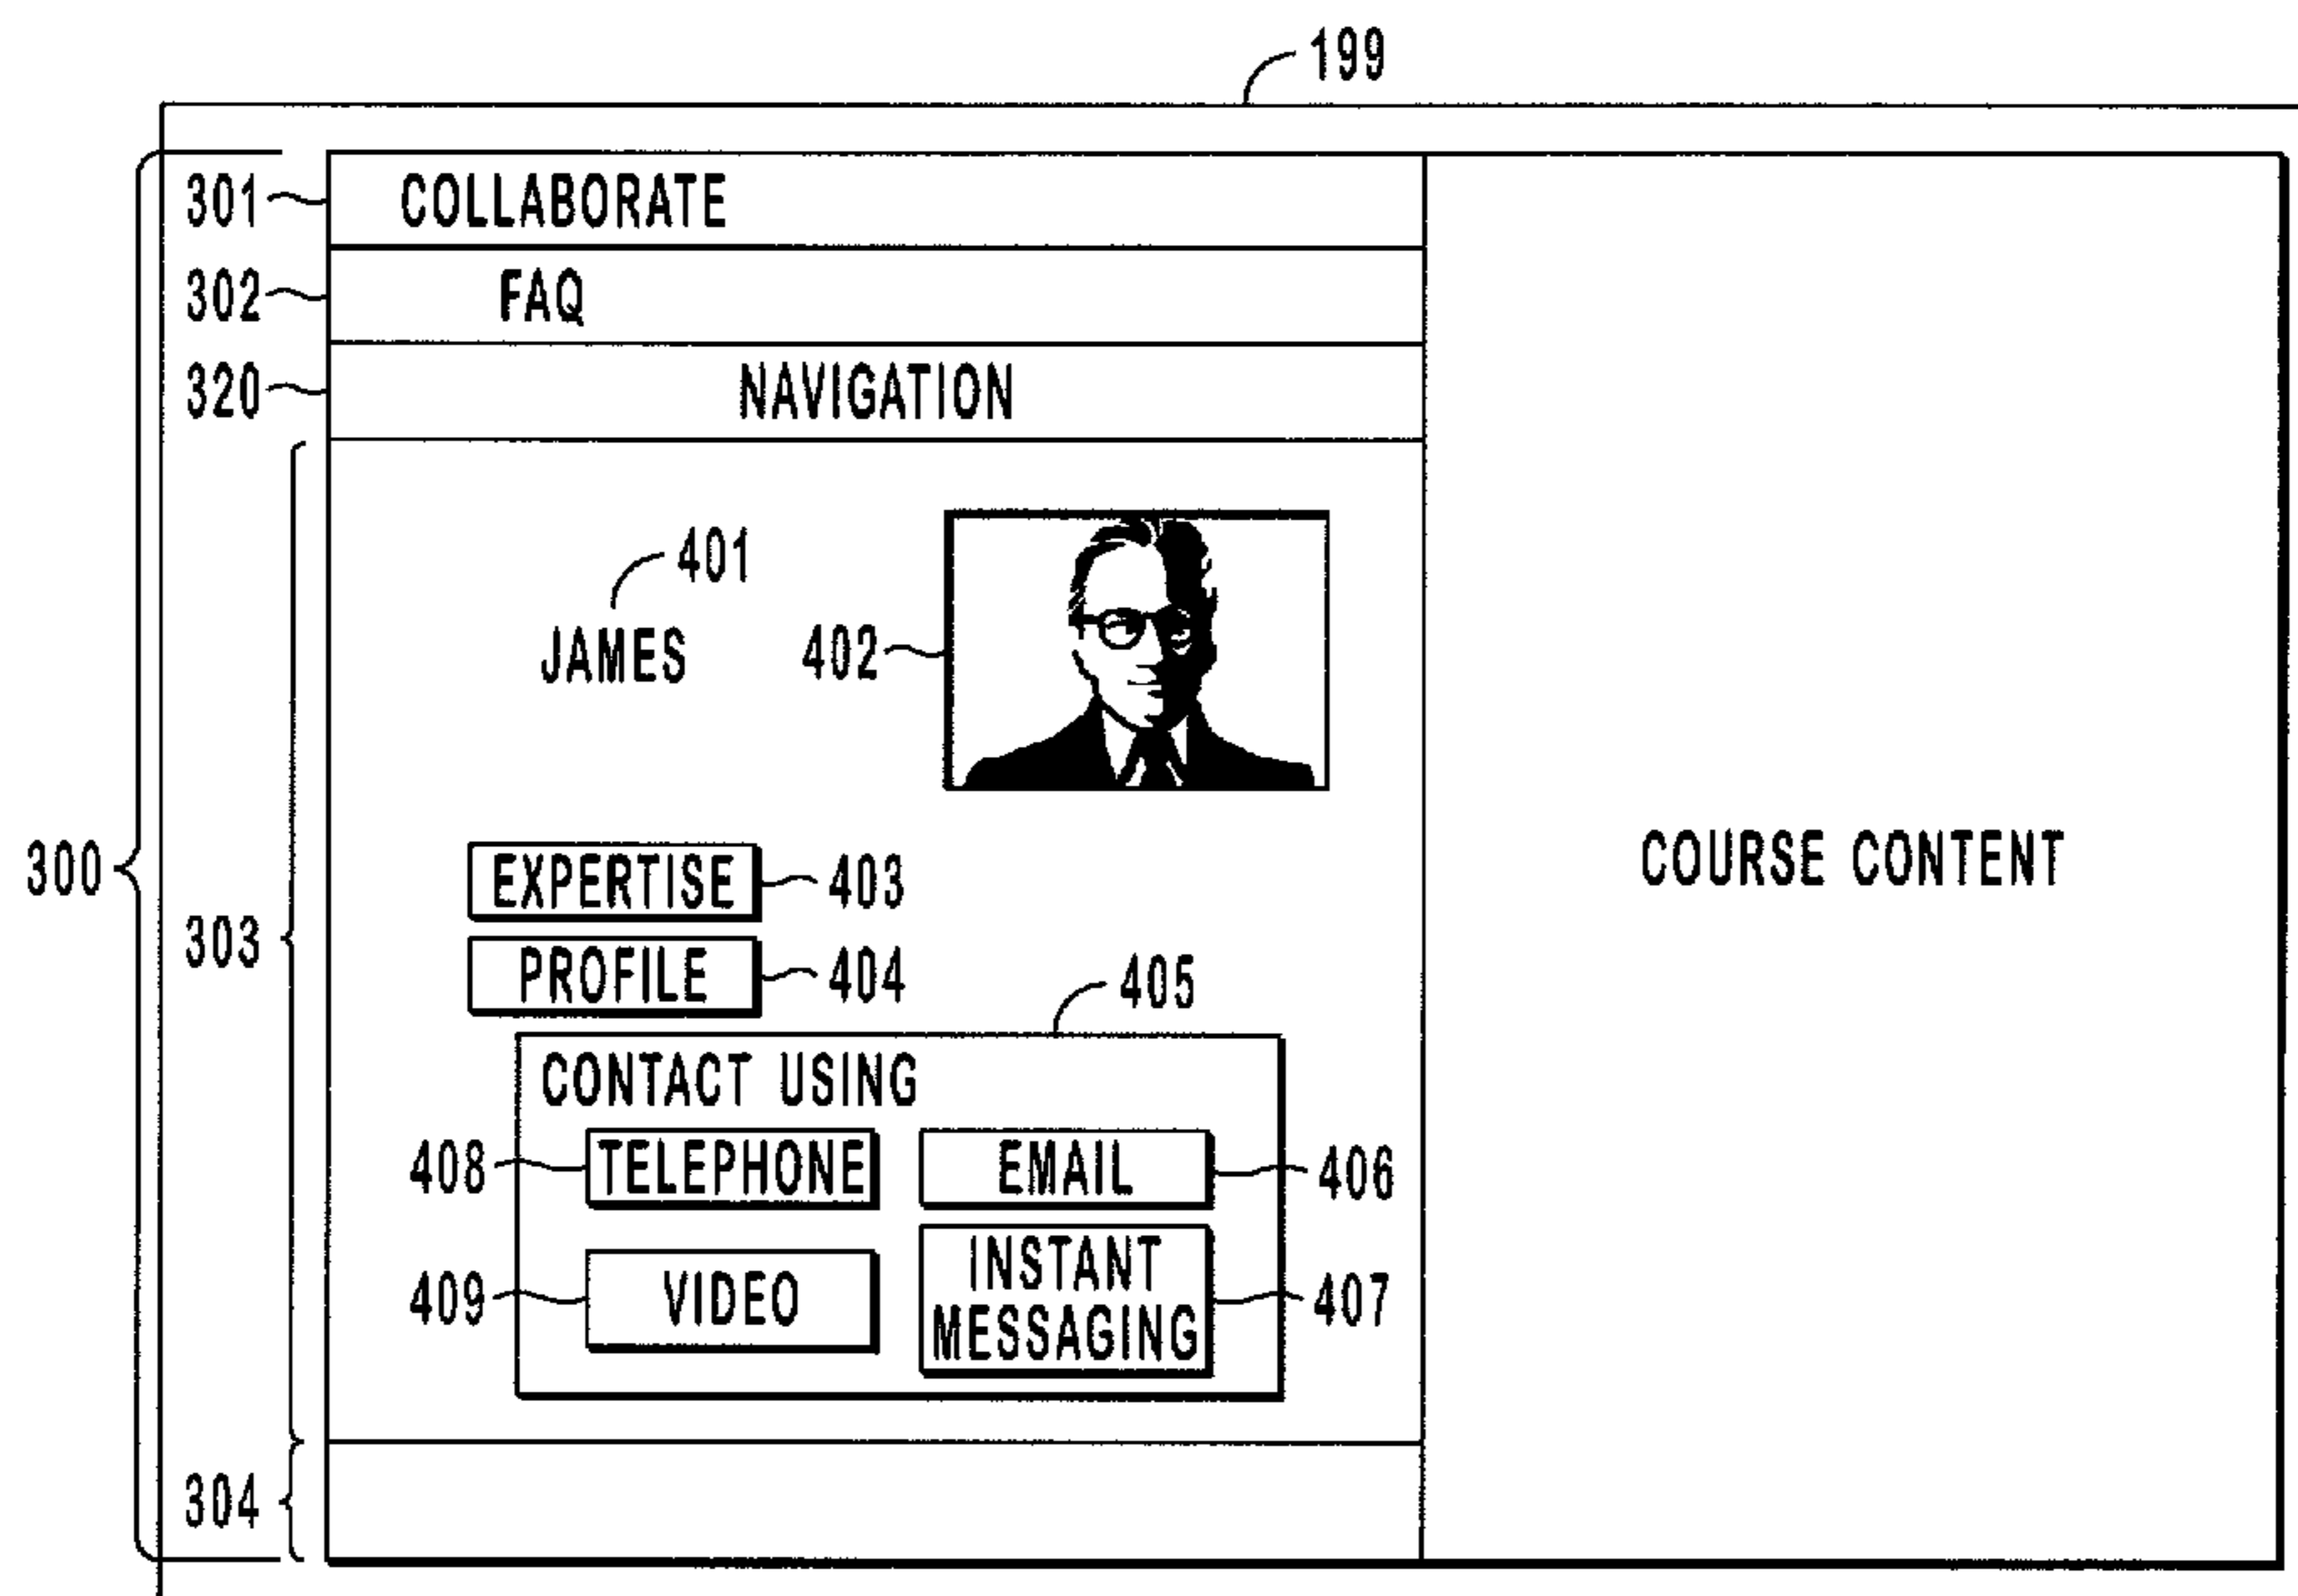 199
301 COLLABORATE
302 FAQ
320 NAVIGATION
401
JAMES
402
300
303
EXPERTISE 403
PROFILE 404
405
CONTACT USING
408 TELEPHONE EMAIL 406
409 VIDEO INSTANT MESSAGING 407
304
COURSE CONTENT